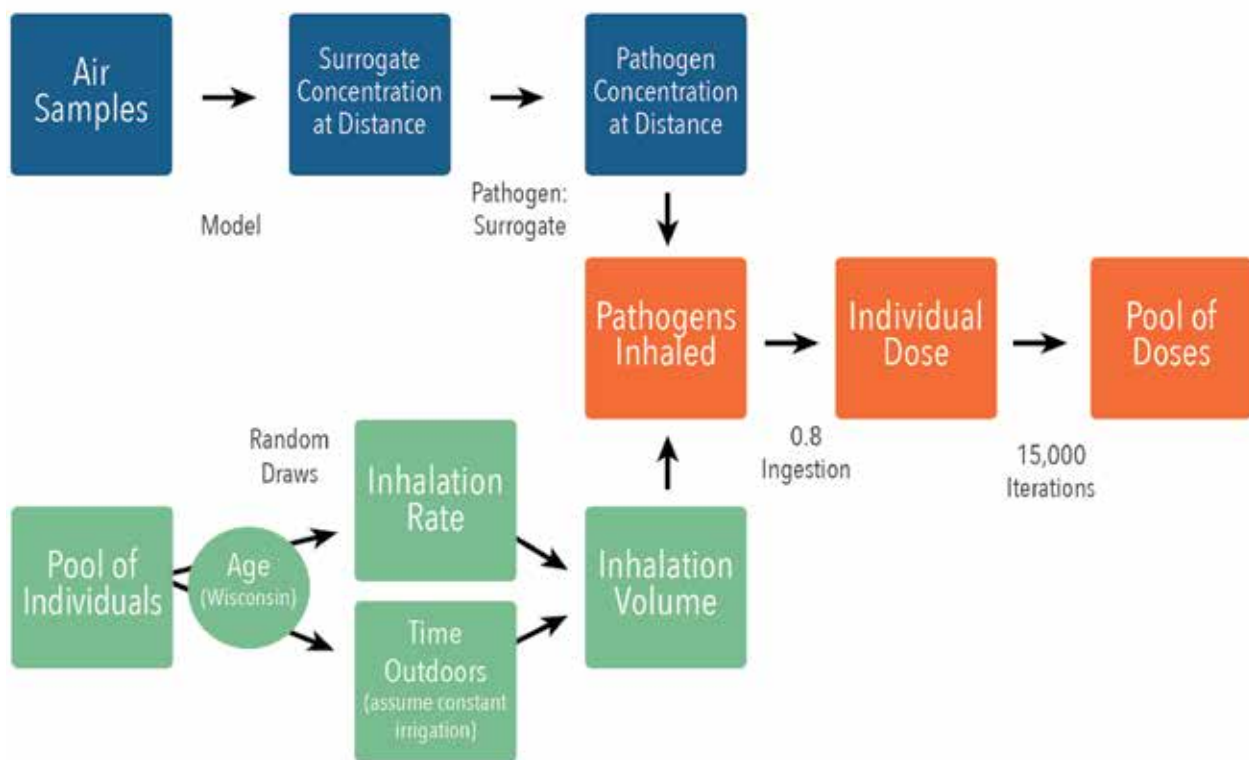 Air
Samples
Surrogate
Concentration
at Distance
Pathogen
Concentration
at Distance
Model
Pathogen:
Surrogate
Pathogens
Inhaled
Individual
Dose
Pool of
Doses
0.8
Ingestion
15,000
Iterations
Random
Draws
Pool of
Individuals
Age
(Wisconsin)
Inhalation
Rate
Time
Outdoors
(assume constant
irrigation)
Inhalation
Volume